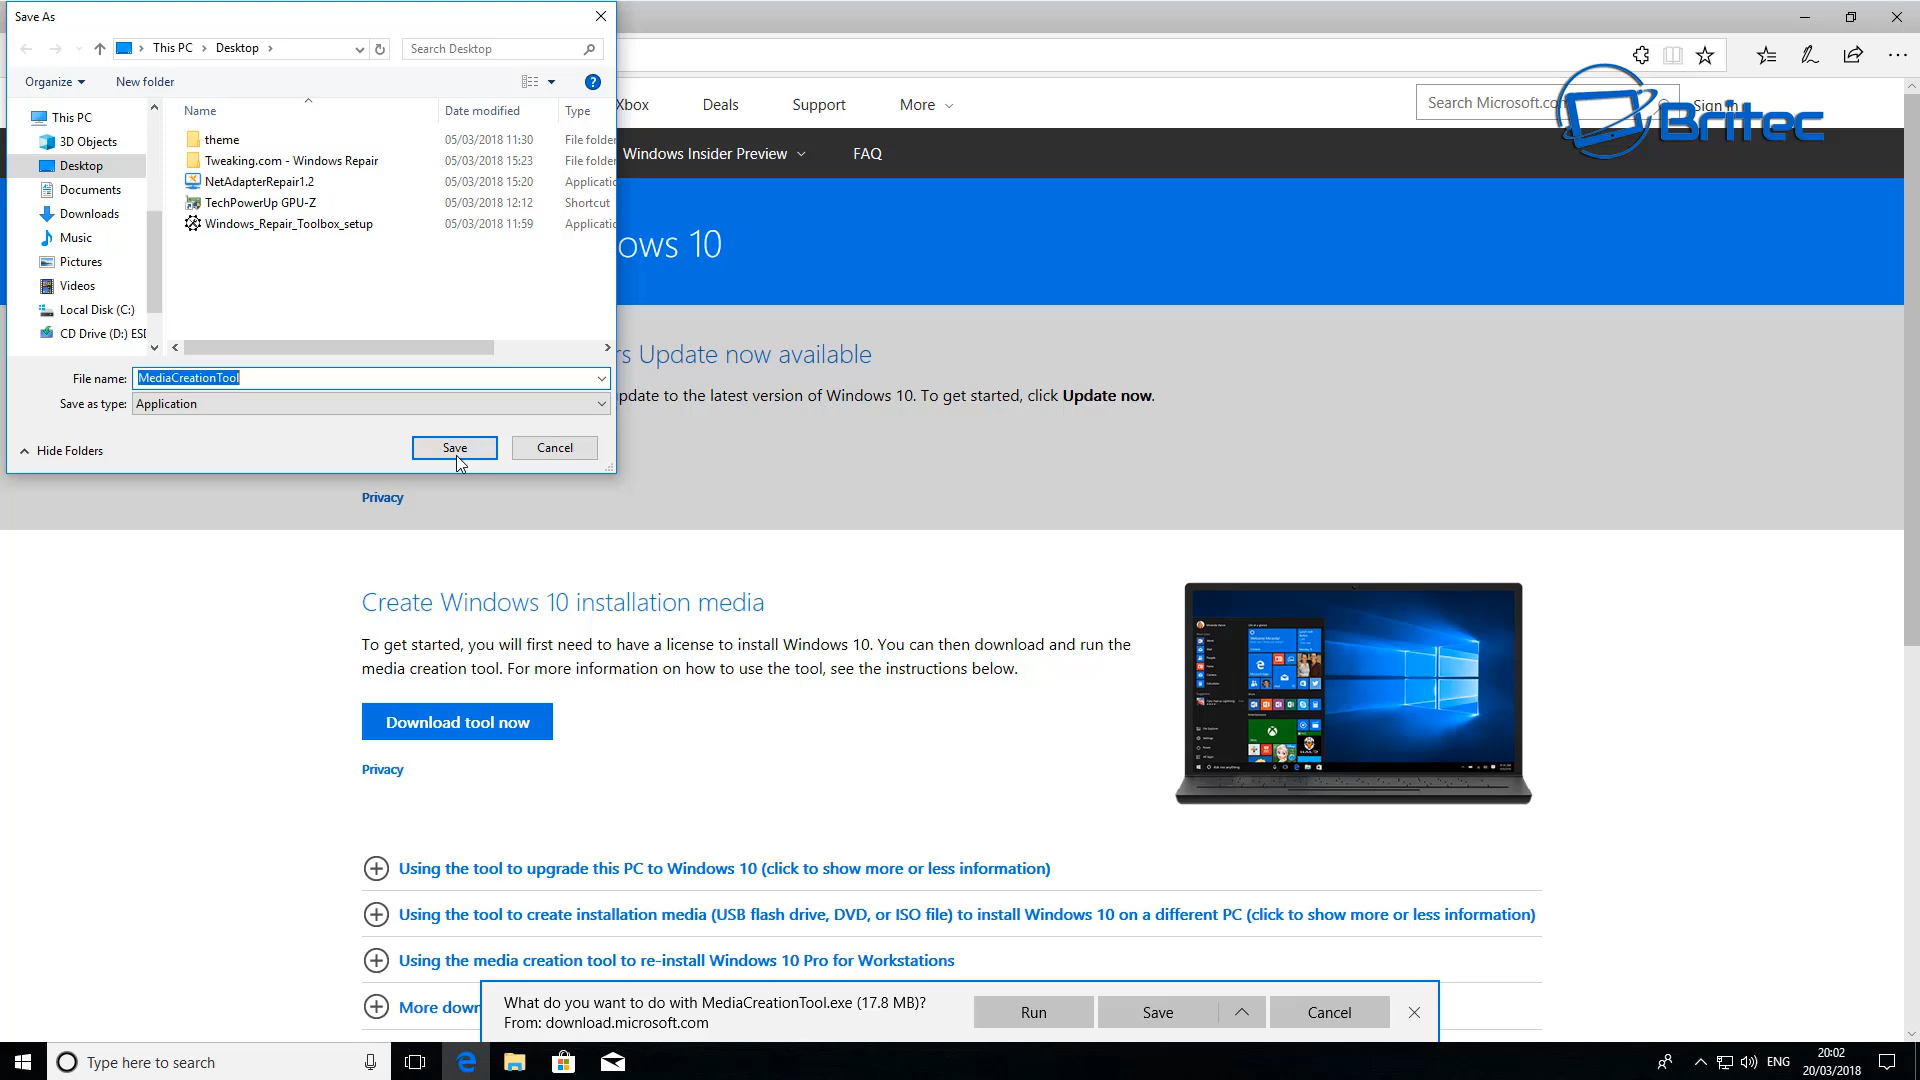 Save As
This PC
Desktop
Search Desktop
Organize
New folder
Name
Date modified
Type
This PC
3D Objects
Desktop
Documents
Downloads
Music
Pictures
Videos
Local Disk (C:)
CD Drive (D:) ESD
theme 05/03/2018 11:30 File folder
Tweaking.com - Windows Repair 05/03/2018 15:23 File folder
NetAdapterRepair1.2 05/03/2018 15:20 Applicatio
TechPowerUp GPU-Z 05/03/2018 12:12 Shortcut
Windows_Repair_Toolbox_setup 05/03/2018 11:59 Applicatio
File name: MediaCreationTool
Save as type: Application
Hide Folders
Save
Cancel
Xbox Deals Support More
Search Microsoft.com
Sign in
Britec
Windows Insider Preview FAQ
ows 10
rs Update now available
pdate to the latest version of Windows 10. To get started, click Update now.
Privacy
Create Windows 10 installation media
To get started, you will first need to have a license to install Windows 10. You can then download and run the
media creation tool. For more information on how to use the tool, see the instructions below.
Download tool now
Privacy
Using the tool to upgrade this PC to Windows 10 (click to show more or less information)
Using the tool to create installation media (USB flash drive, DVD, or ISO file) to install Windows 10 on a different PC (click to show more or less information)
Using the media creation tool to re-install Windows 10 Pro for Workstations
More down
What do you want to do with MediaCreationTool.exe (17.8 MB)?
From: download.microsoft.com
Run
Save
Cancel
Type here to search
ENG
20:02
20/03/2018